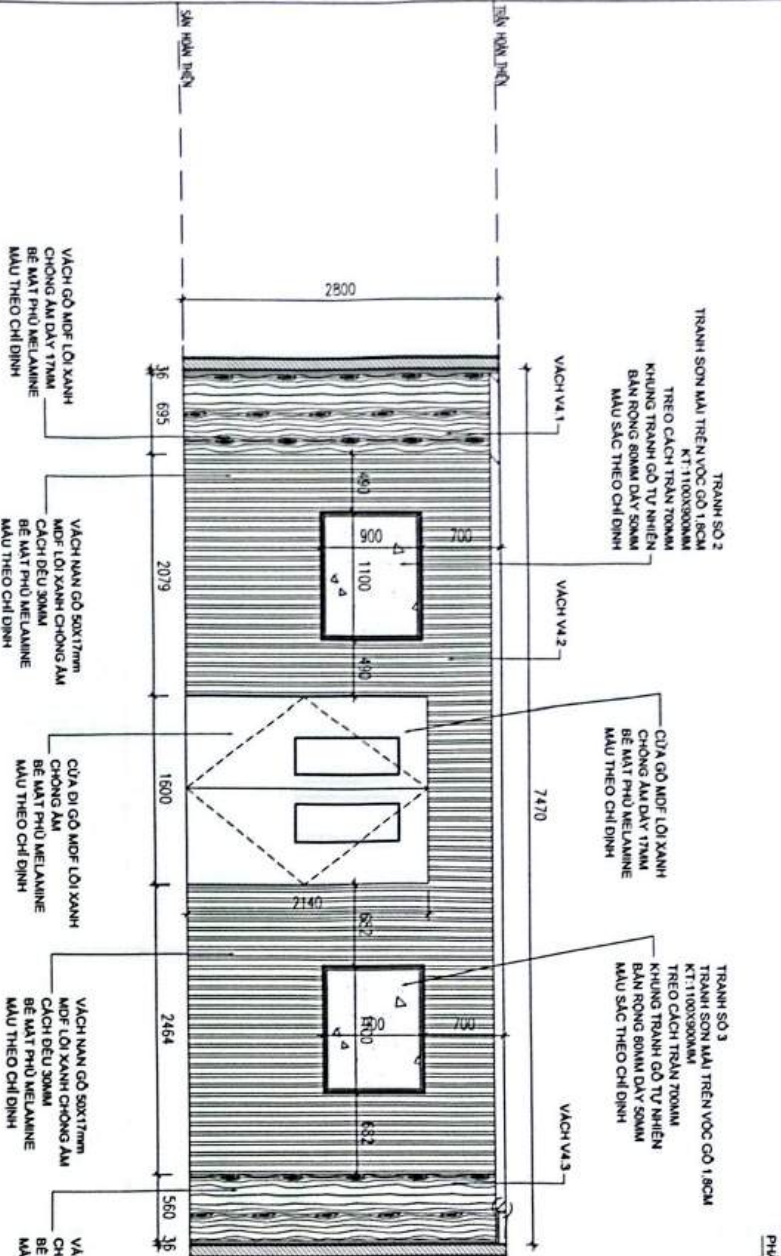 TRANH SỐ 2
TRANH SƠN MÀI TRÊN VÓC GỖ 1,8CM
KT:1100X900MM
TREO CÁCH TRẦN 700MM
KHUNG TRANH GỖ TỰ NHIÊN
BẢN RỘNG 80MM DÀY 50MM
MÀU SẮC THEO CHỈ ĐỊNH
CỬA GỖ MDF LÕI XANH
CHỐNG ẨM DÀY 17MM
BỀ MẶT PHỦ MELAMINE
MÀU THEO CHỈ ĐỊNH
TRANH SỐ 3
TRANH SƠN MÀI TRÊN VÓC GỖ 1,8CM
KT:1100X900MM
TREO CÁCH TRẦN 700MM
KHUNG TRANH GỖ TỰ NHIÊN
BẢN RỘNG 80MM DÀY 50MM
MÀU SẮC THEO CHỈ ĐỊNH
VÁCH V4.1
VÁCH V4.2
VÁCH V4.3
7470
TRẦN HOÀN THIỆN
2800
700
900
1100
490
490
2140
700
682
682
SÀN HOÀN THIỆN
36
695
2079
1600
2464
560
36
VÁCH GỖ MDF LÕI XANH
CHỐNG ẨM DÀY 17MM
BỀ MẶT PHỦ MELAMINE
MÀU THEO CHỈ ĐỊNH
VÁCH NAN GỖ 50X17mm
MDF LÕI XANH CHỐNG ẨM
CÁCH ĐỀU 30MM
BỀ MẶT PHỦ MELAMINE
MÀU THEO CHỈ ĐỊNH
CỬA ĐI GỖ MDF LÕI XANH
CHỐNG ẨM
BỀ MẶT PHỦ MELAMINE
MÀU THEO CHỈ ĐỊNH
VÁCH NAN GỖ 50X17mm
MDF LÕI XANH CHỐNG ẨM
CÁCH ĐỀU 30MM
BỀ MẶT PHỦ MELAMINE
MÀU THEO CHỈ ĐỊNH